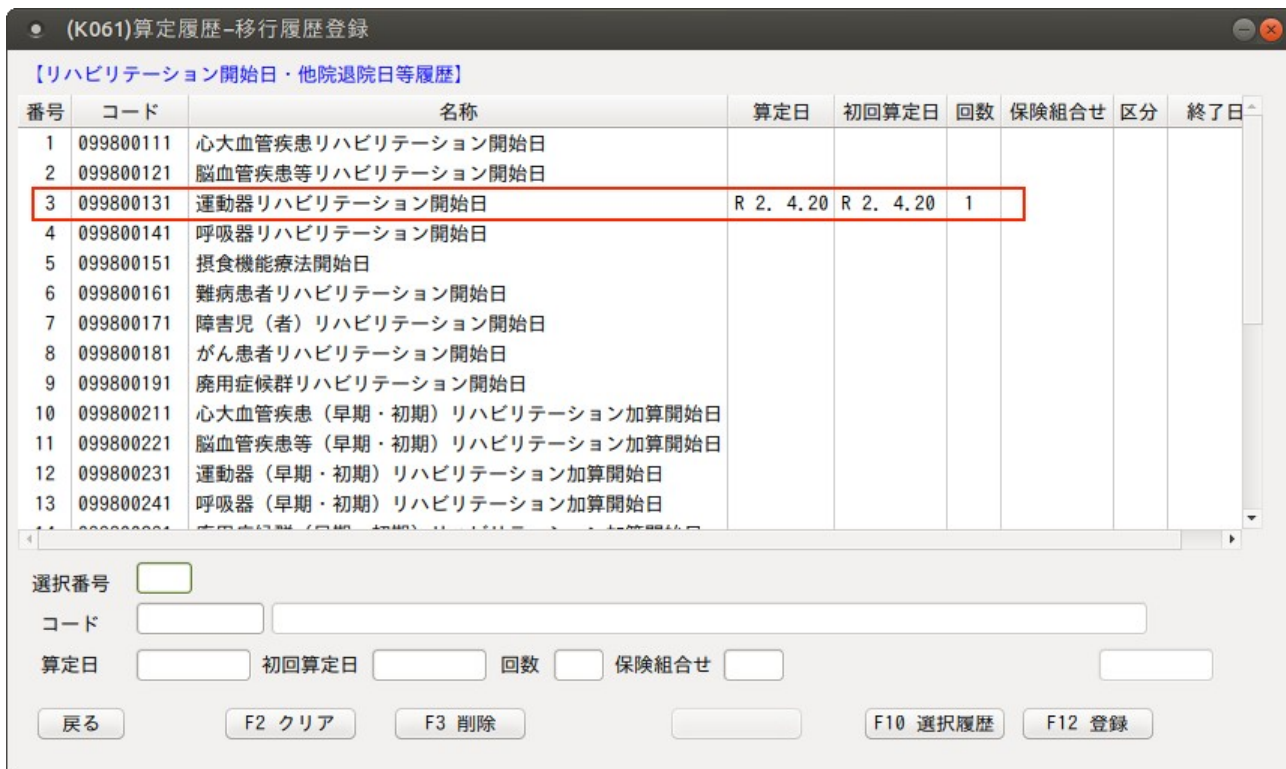 (K061)算定履歴–移行履歴登録
【リハビリテーション開始日・他院退院日等履歴】
番号 コード 名称 算定日 初回算定日 回数 保険組合せ 区分 終了日
1 099800111 心大血管疾患リハビリテーション開始日
2 099800121 脳血管疾患等リハビリテーション開始日
3 099800131 運動器リハビリテーション開始日 R 2. 4.20 R 2. 4.20 1
4 099800141 呼吸器リハビリテーション開始日
5 099800151 摂食機能療法開始日
6 099800161 難病患者リハビリテーション開始日
7 099800171 障害児（者）リハビリテーション開始日
8 099800181 がん患者リハビリテーション開始日
9 099800191 廃用症候群リハビリテーション開始日
10 099800211 心大血管疾患（早期・初期）リハビリテーション加算開始日
11 099800221 脳血管疾患等（早期・初期）リハビリテーション加算開始日
12 099800231 運動器（早期・初期）リハビリテーション加算開始日
13 099800241 呼吸器（早期・初期）リハビリテーション加算開始日
選択番号
コード
算定日 初回算定日 回数 保険組合せ
戻る F2 クリア F3 削除 F10 選択履歴 F12 登録